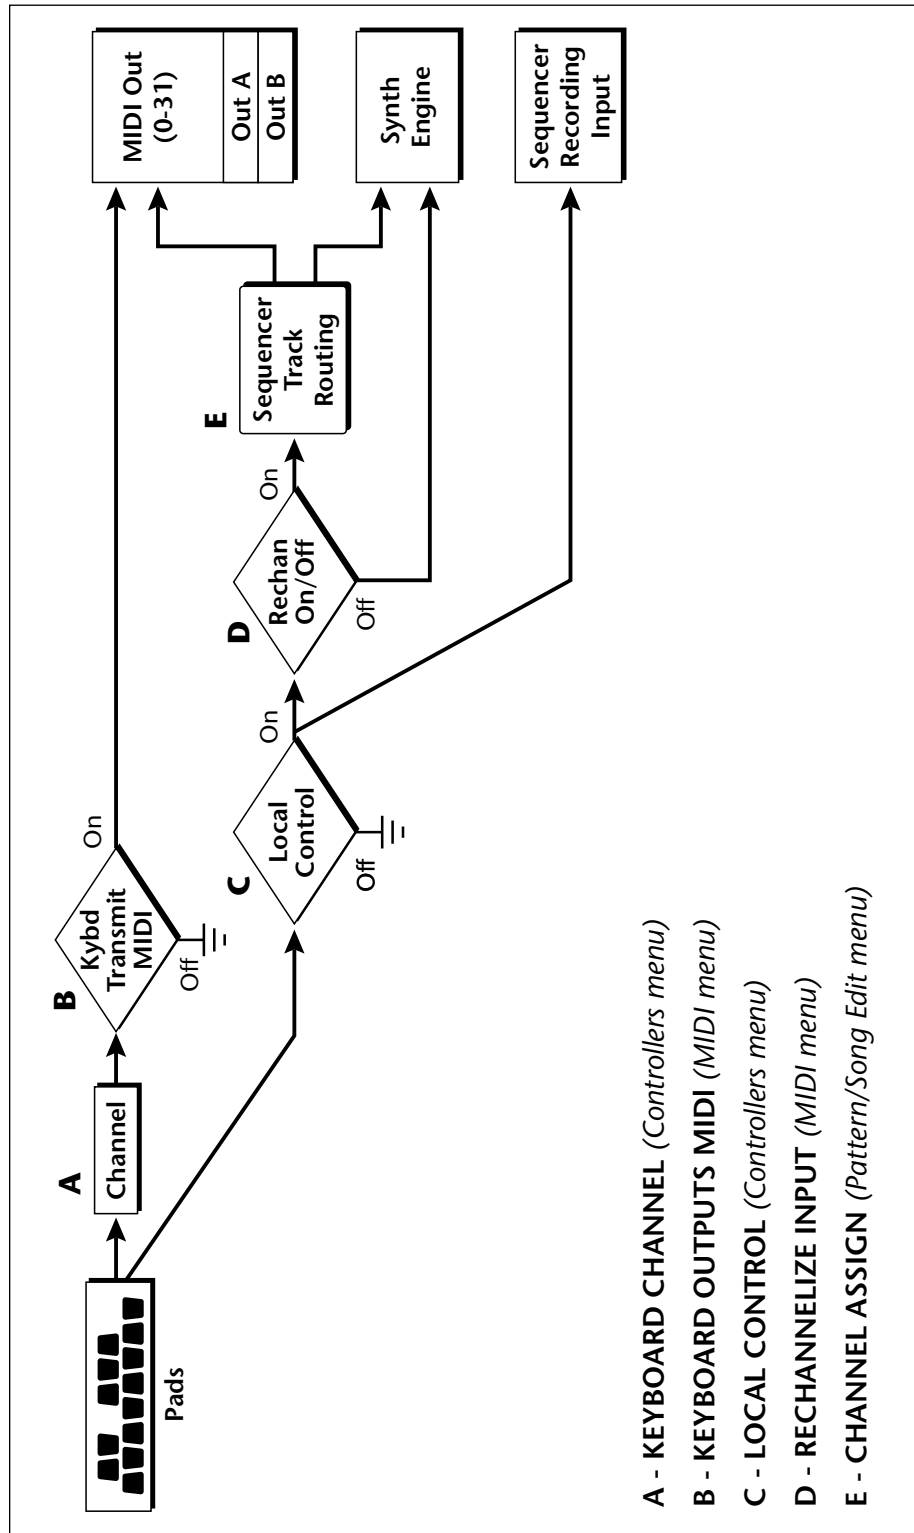 Pads
A
Channel
B
Kybd
Transmit
MIDI
On
Off
MIDI Out
(0-31)
Out A
Out B
C
Local
Control
On
Off
D
Rechan
On/Off
On
Off
E
Sequencer
Track
Routing
Synth
Engine
Sequencer
Recording
Input
A - KEYBOARD CHANNEL (Controllers menu)
B - KEYBOARD OUTPUTS MIDI (MIDI menu)
C - LOCAL CONTROL (Controllers menu)
D - RECHANNELIZE INPUT (MIDI menu)
E - CHANNEL ASSIGN (Pattern/Song Edit menu)